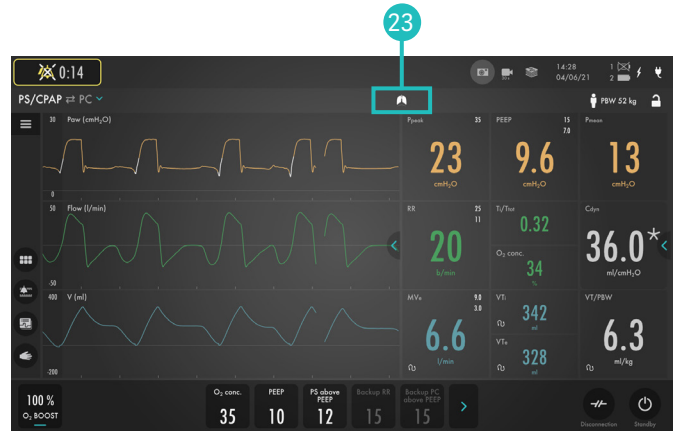 23
0:14
14:28
04/06/21
1
2
PS/CPAP ⇄ PC
PBW 52 kg
30 Paw (cmH₂O)
0
50 Flow (l/min)
-50
400 V (ml)
-200
Ppeak 35
23
cmH₂O
PEEP 15
7.0
9.6
cmH₂O
Pmean
13
cmH₂O
RR 25
11
20
b/min
Ti/Ttot
0.32
O₂ conc.
34
%
Cdyn
36.0*
ml/cmH₂O
MVe 9.0
3.0
6.6
l/min
VTi
342
ml
VTe
328
ml
VT/PBW
6.3
ml/kg
100 %
O₂ BOOST
O₂ conc.
35
PEEP
10
PS above
PEEP
12
Backup RR
15
Backup PC
above PEEP
15
Disconnection
Standby